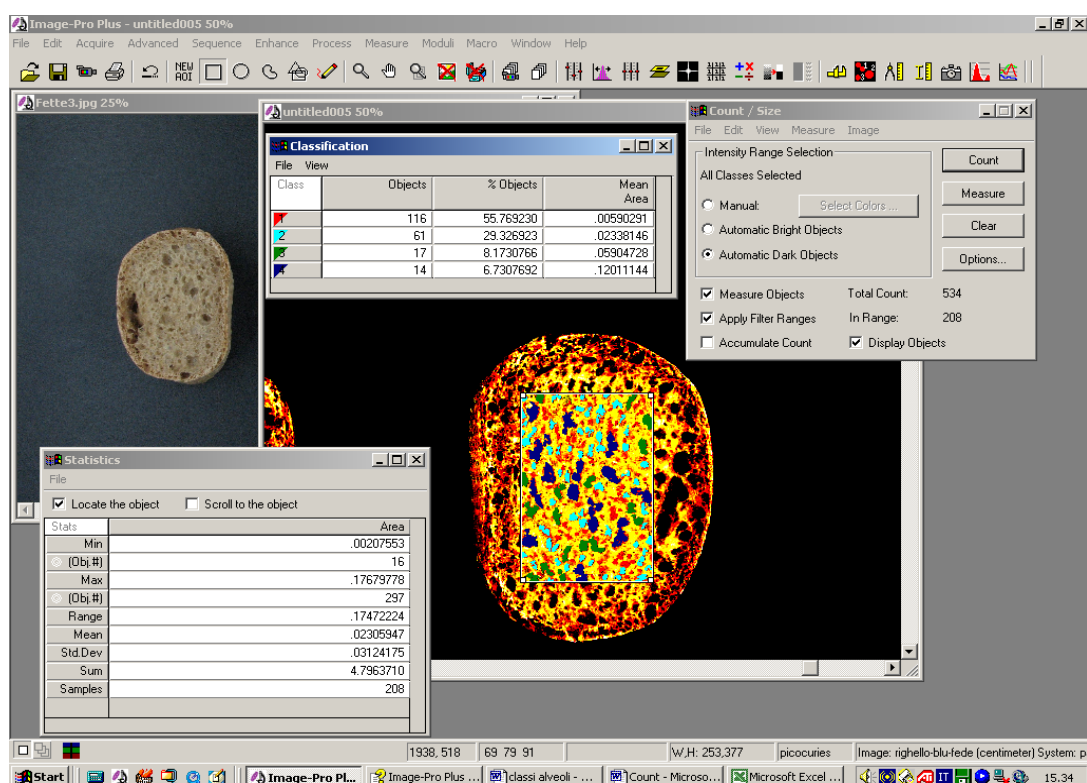 Image-Pro Plus - untitled005 50%
File Edit Acquire Advanced Sequence Enhance Process Measure Moduli Macro Window Help
NEW AOI
Fette3.jpg 25%
untitled005 50%
Classification
File View
Class Objects % Objects Mean Area
1 116 55.769230 .00590291
2 61 29.326923 .02338146
3 17 8.1730766 .05904728
4 14 6.7307692 .12011144
Count / Size
File Edit View Measure Image
Intensity Range Selection
All Classes Selected
Manual: Select Colors ...
Automatic Bright Objects
Automatic Dark Objects
Count
Measure
Clear
Options...
Measure Objects Total Count: 534
Apply Filter Ranges In Range: 208
Accumulate Count Display Objects
Statistics
File
Locate the object Scroll to the object
Stats Area
Min .00207553
(Obj.#) 16
Max .17679778
(Obj.#) 297
Range .17472224
Mean .02305947
Std.Dev .03124175
Sum 4.7963710
Samples 208
1938, 518 69 79 91 W,H: 253,377 picocuries Image: righello-blu-fede (centimeter) System: p
Start Image-Pro Pl... Image-Pro Plus ... classi alveoli - ... Count - Microso... Microsoft Excel ... IT 15.34